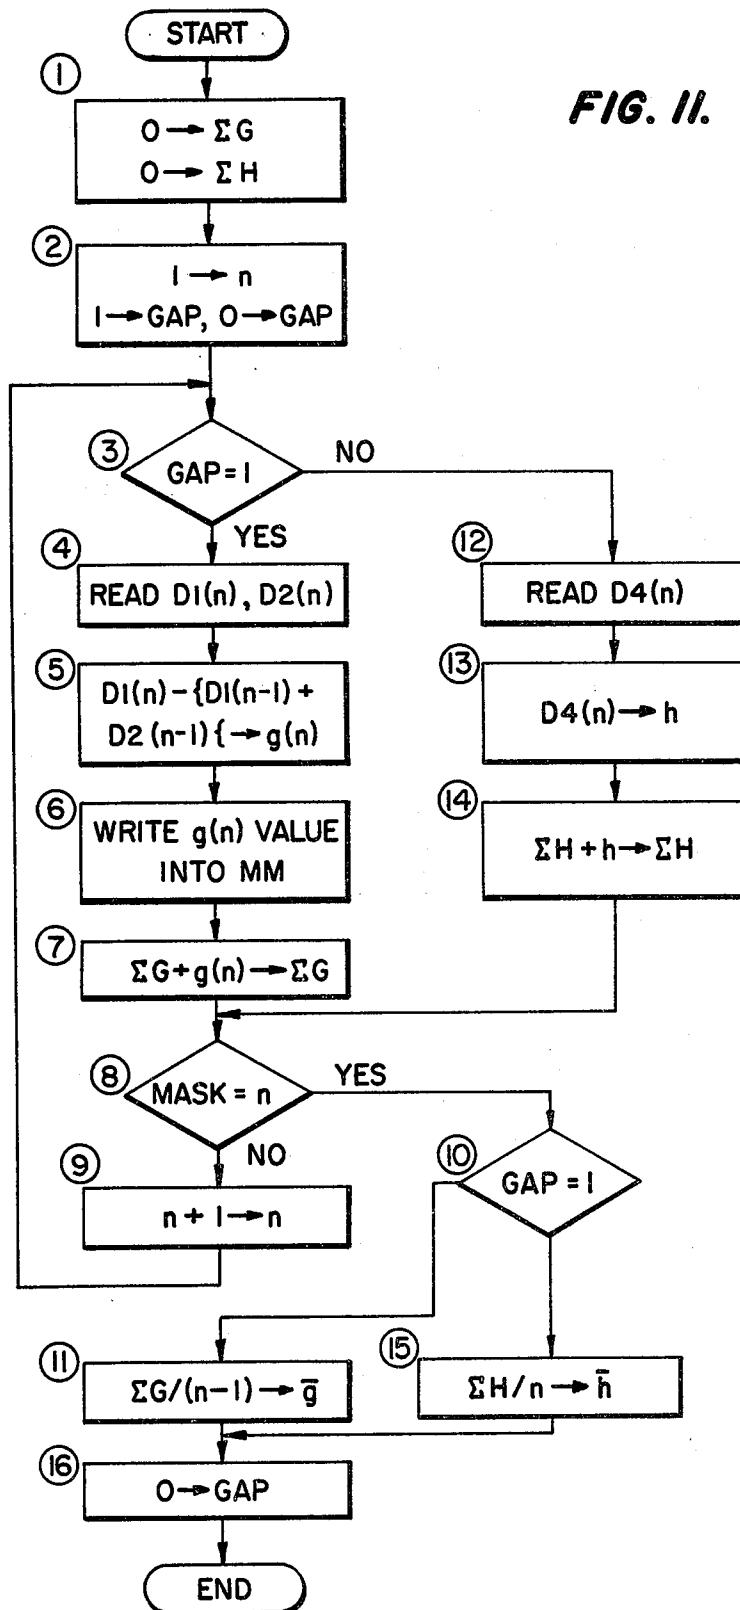 START
FIG. 11.
1
0 → ΣG
0 → ΣH
2
1 → n
1 → GAP, 0 → GAP
3
GAP = 1
NO
YES
4
READ D1(n), D2(n)
5
D1(n) – {D1(n-1) +
D2(n-1){ → g(n)
6
WRITE g(n) VALUE
INTO MM
7
ΣG + g(n) → ΣG
12
READ D4(n)
13
D4(n) → h
14
ΣH + h → ΣH
8
MASK = n
YES
NO
9
n + 1 → n
10
GAP = 1
11
ΣG/(n-1) → g̅
15
ΣH/n → h̅
16
0 → GAP
END